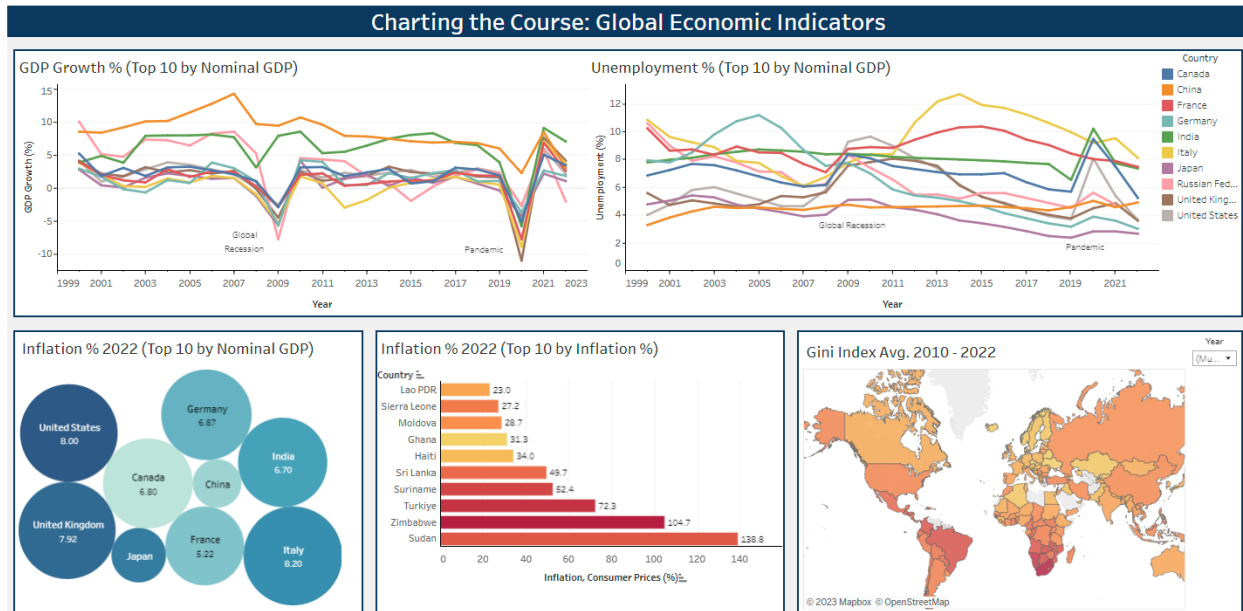 Charting the Course: Global Economic Indicators
GDP Growth % (Top 10 by Nominal GDP)
15
10
5
0
-5
-10
GDP Growth (%)
Global
Recession
Pandemic
1999 2001 2003 2005 2007 2009 2011 2013 2015 2017 2019 2021 2023
Year
Unemployment % (Top 10 by Nominal GDP)
12
10
8
6
4
2
0
Unemployment (%)
Global Recession
Pandemic
1999 2001 2003 2005 2007 2009 2011 2013 2015 2017 2019 2021
Year
Country
Canada
China
France
Germany
India
Italy
Japan
Russian Fed...
United King...
United States
Inflation % 2022 (Top 10 by Nominal GDP)
Germany
6.87
United States
8.00
India
6.70
Canada
6.80
China
United Kingdom
7.92
France
5.22
Japan
Italy
8.20
Inflation % 2022 (Top 10 by Inflation %)
Country
Lao PDR 23.0
Sierra Leone 27.2
Moldova 28.7
Ghana 31.3
Haiti 34.0
Sri Lanka 49.7
Suriname 52.4
Turkiye 72.3
Zimbabwe 104.7
Sudan 138.8
0 20 40 60 80 100 120 140
Inflation, Consumer Prices (%)
Gini Index Avg. 2010 - 2022
Year
(Mu...
© 2023 Mapbox © OpenStreetMap